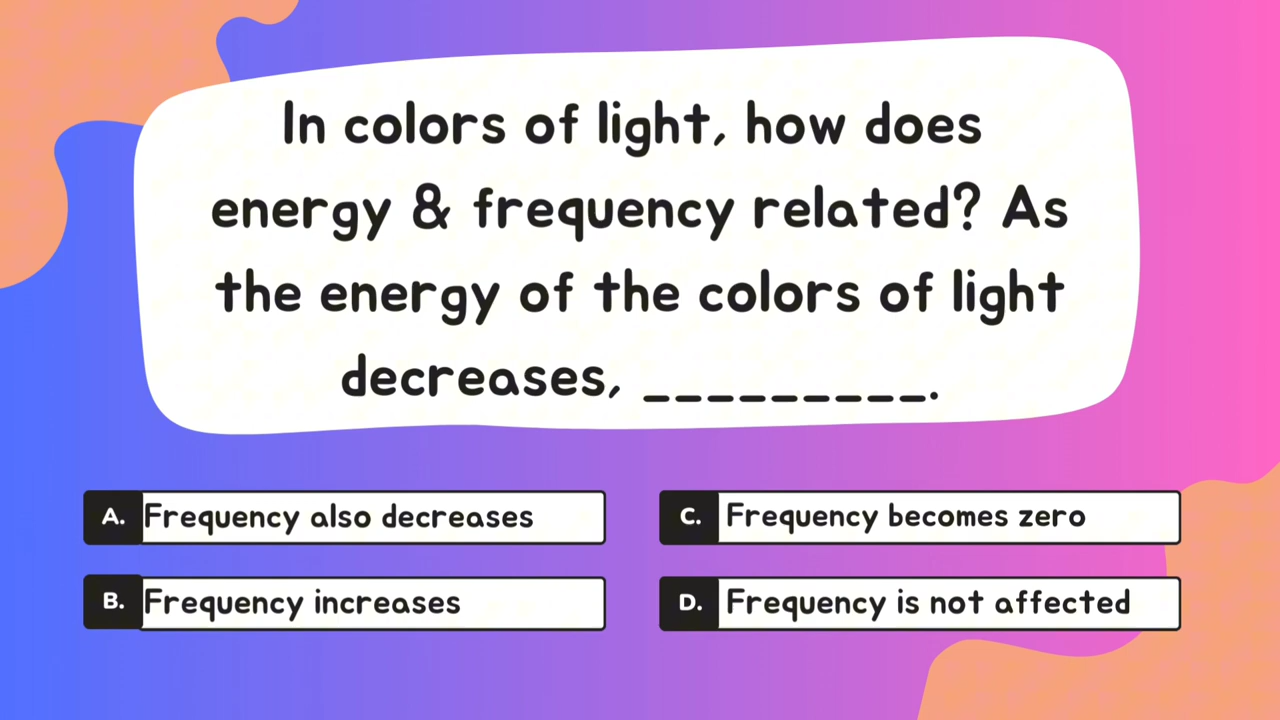 In colors of light, how does
energy & frequency related? As
the energy of the colors of light
decreases, _________.
A. Frequency also decreases
B. Frequency increases
C. Frequency becomes zero
D. Frequency is not affected